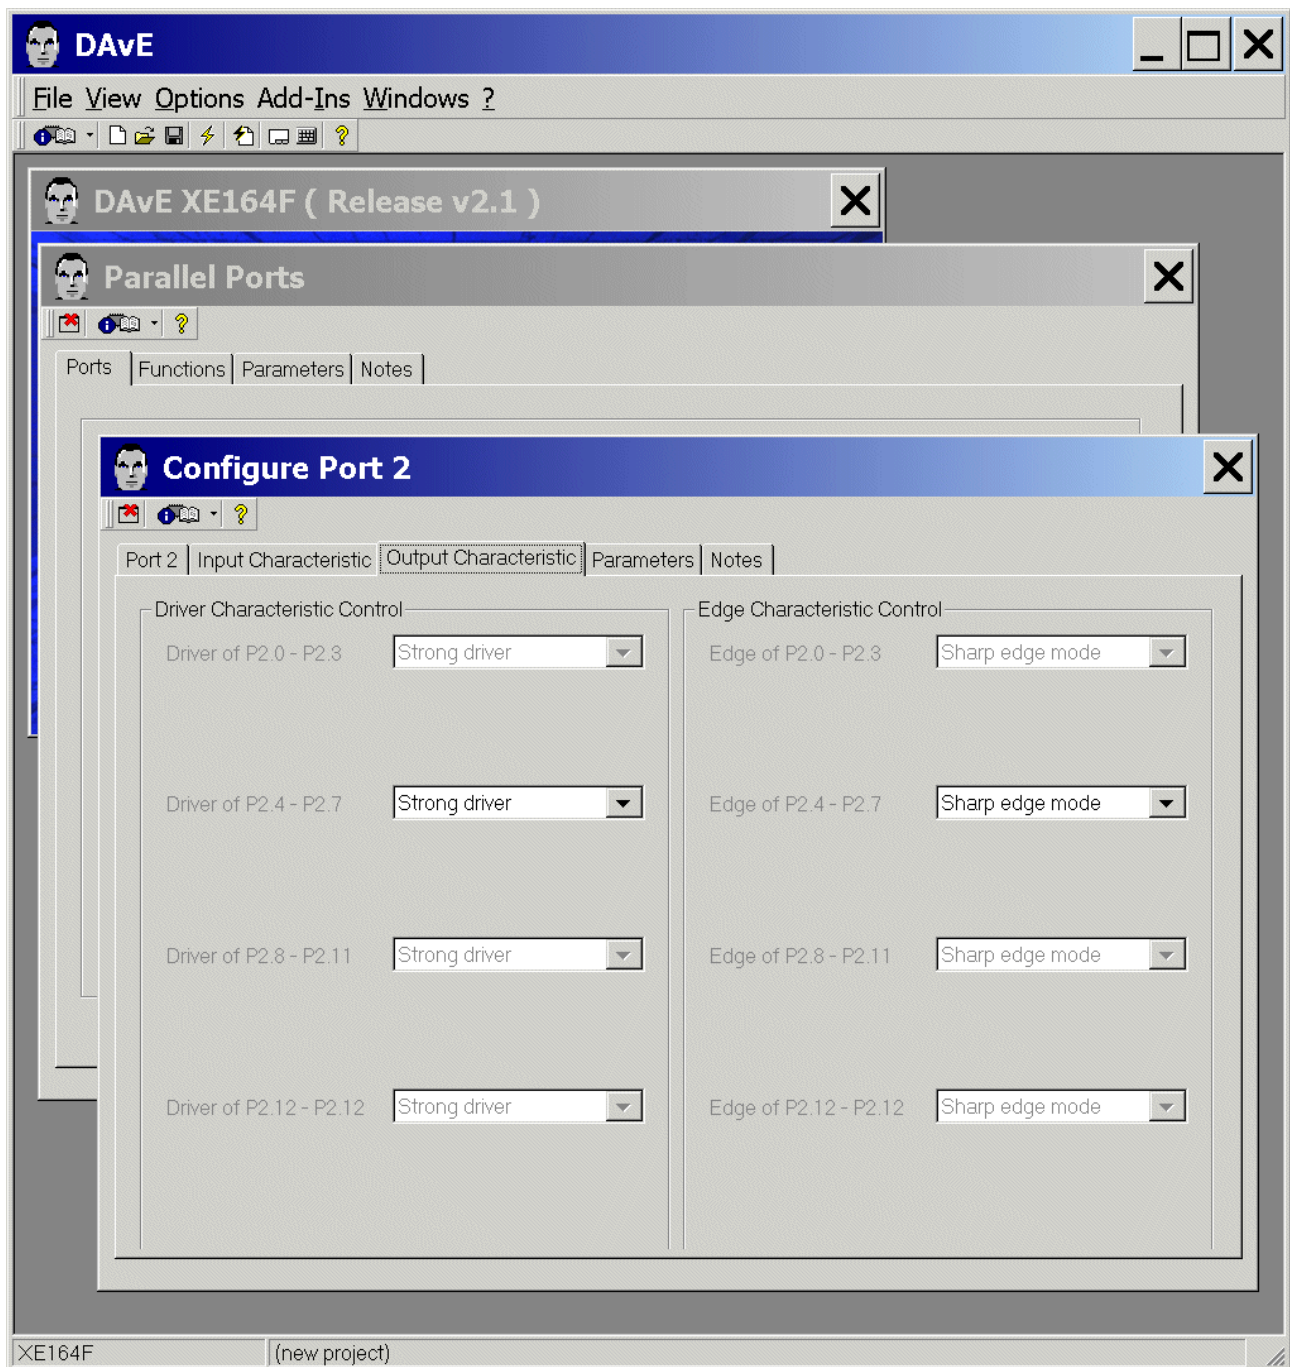 DAvE
File View Options Add-Ins Windows ?
DAvE XE164F ( Release v2.1 )
Parallel Ports
Ports Functions Parameters Notes
Configure Port 2
Port 2 Input Characteristic Output Characteristic Parameters Notes
Driver Characteristic Control Edge Characteristic Control
Driver of P2.0 - P2.3 Strong driver Edge of P2.0 - P2.3 Sharp edge mode
Driver of P2.4 - P2.7 Strong driver Edge of P2.4 - P2.7 Sharp edge mode
Driver of P2.8 - P2.11 Strong driver Edge of P2.8 - P2.11 Sharp edge mode
Driver of P2.12 - P2.12 Strong driver Edge of P2.12 - P2.12 Sharp edge mode
XE164F (new project)